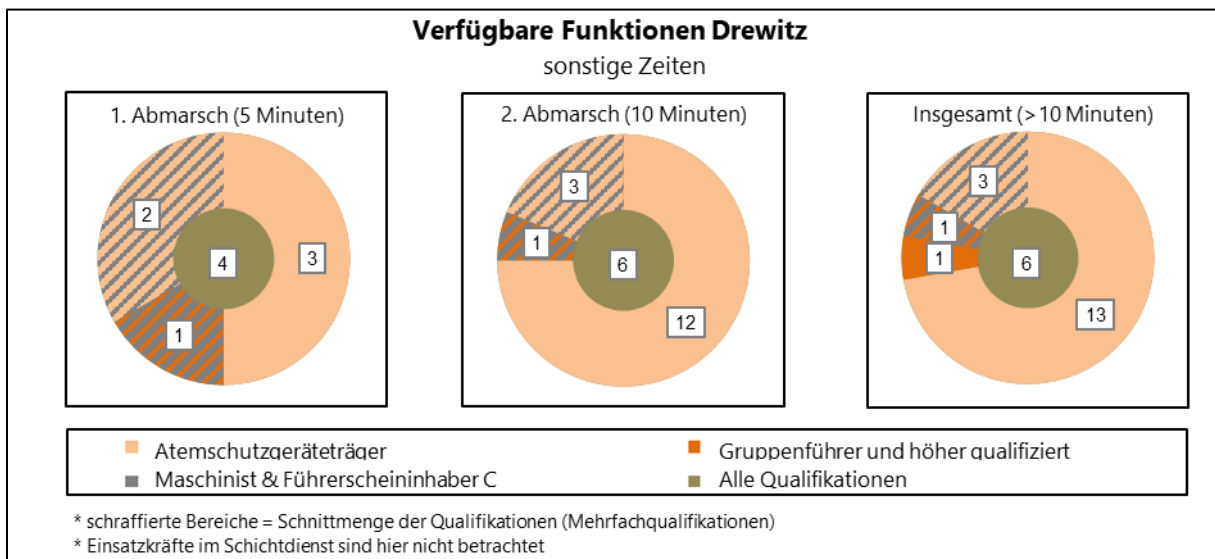 Verfügbare Funktionen Drewitz
sonstige Zeiten
1. Abmarsch (5 Minuten)
2
3
4
1
2. Abmarsch (10 Minuten)
3
1
6
12
Insgesamt (> 10 Minuten)
3
1
1
6
13
Atemschutzgeräteträger
Gruppenführer und höher qualifiziert
Maschinist & Führerscheininhaber C
Alle Qualifikationen
* schraffierte Bereiche = Schnittmenge der Qualifikationen (Mehrfachqualifikationen)
* Einsatzkräfte im Schichtdienst sind hier nicht betrachtet